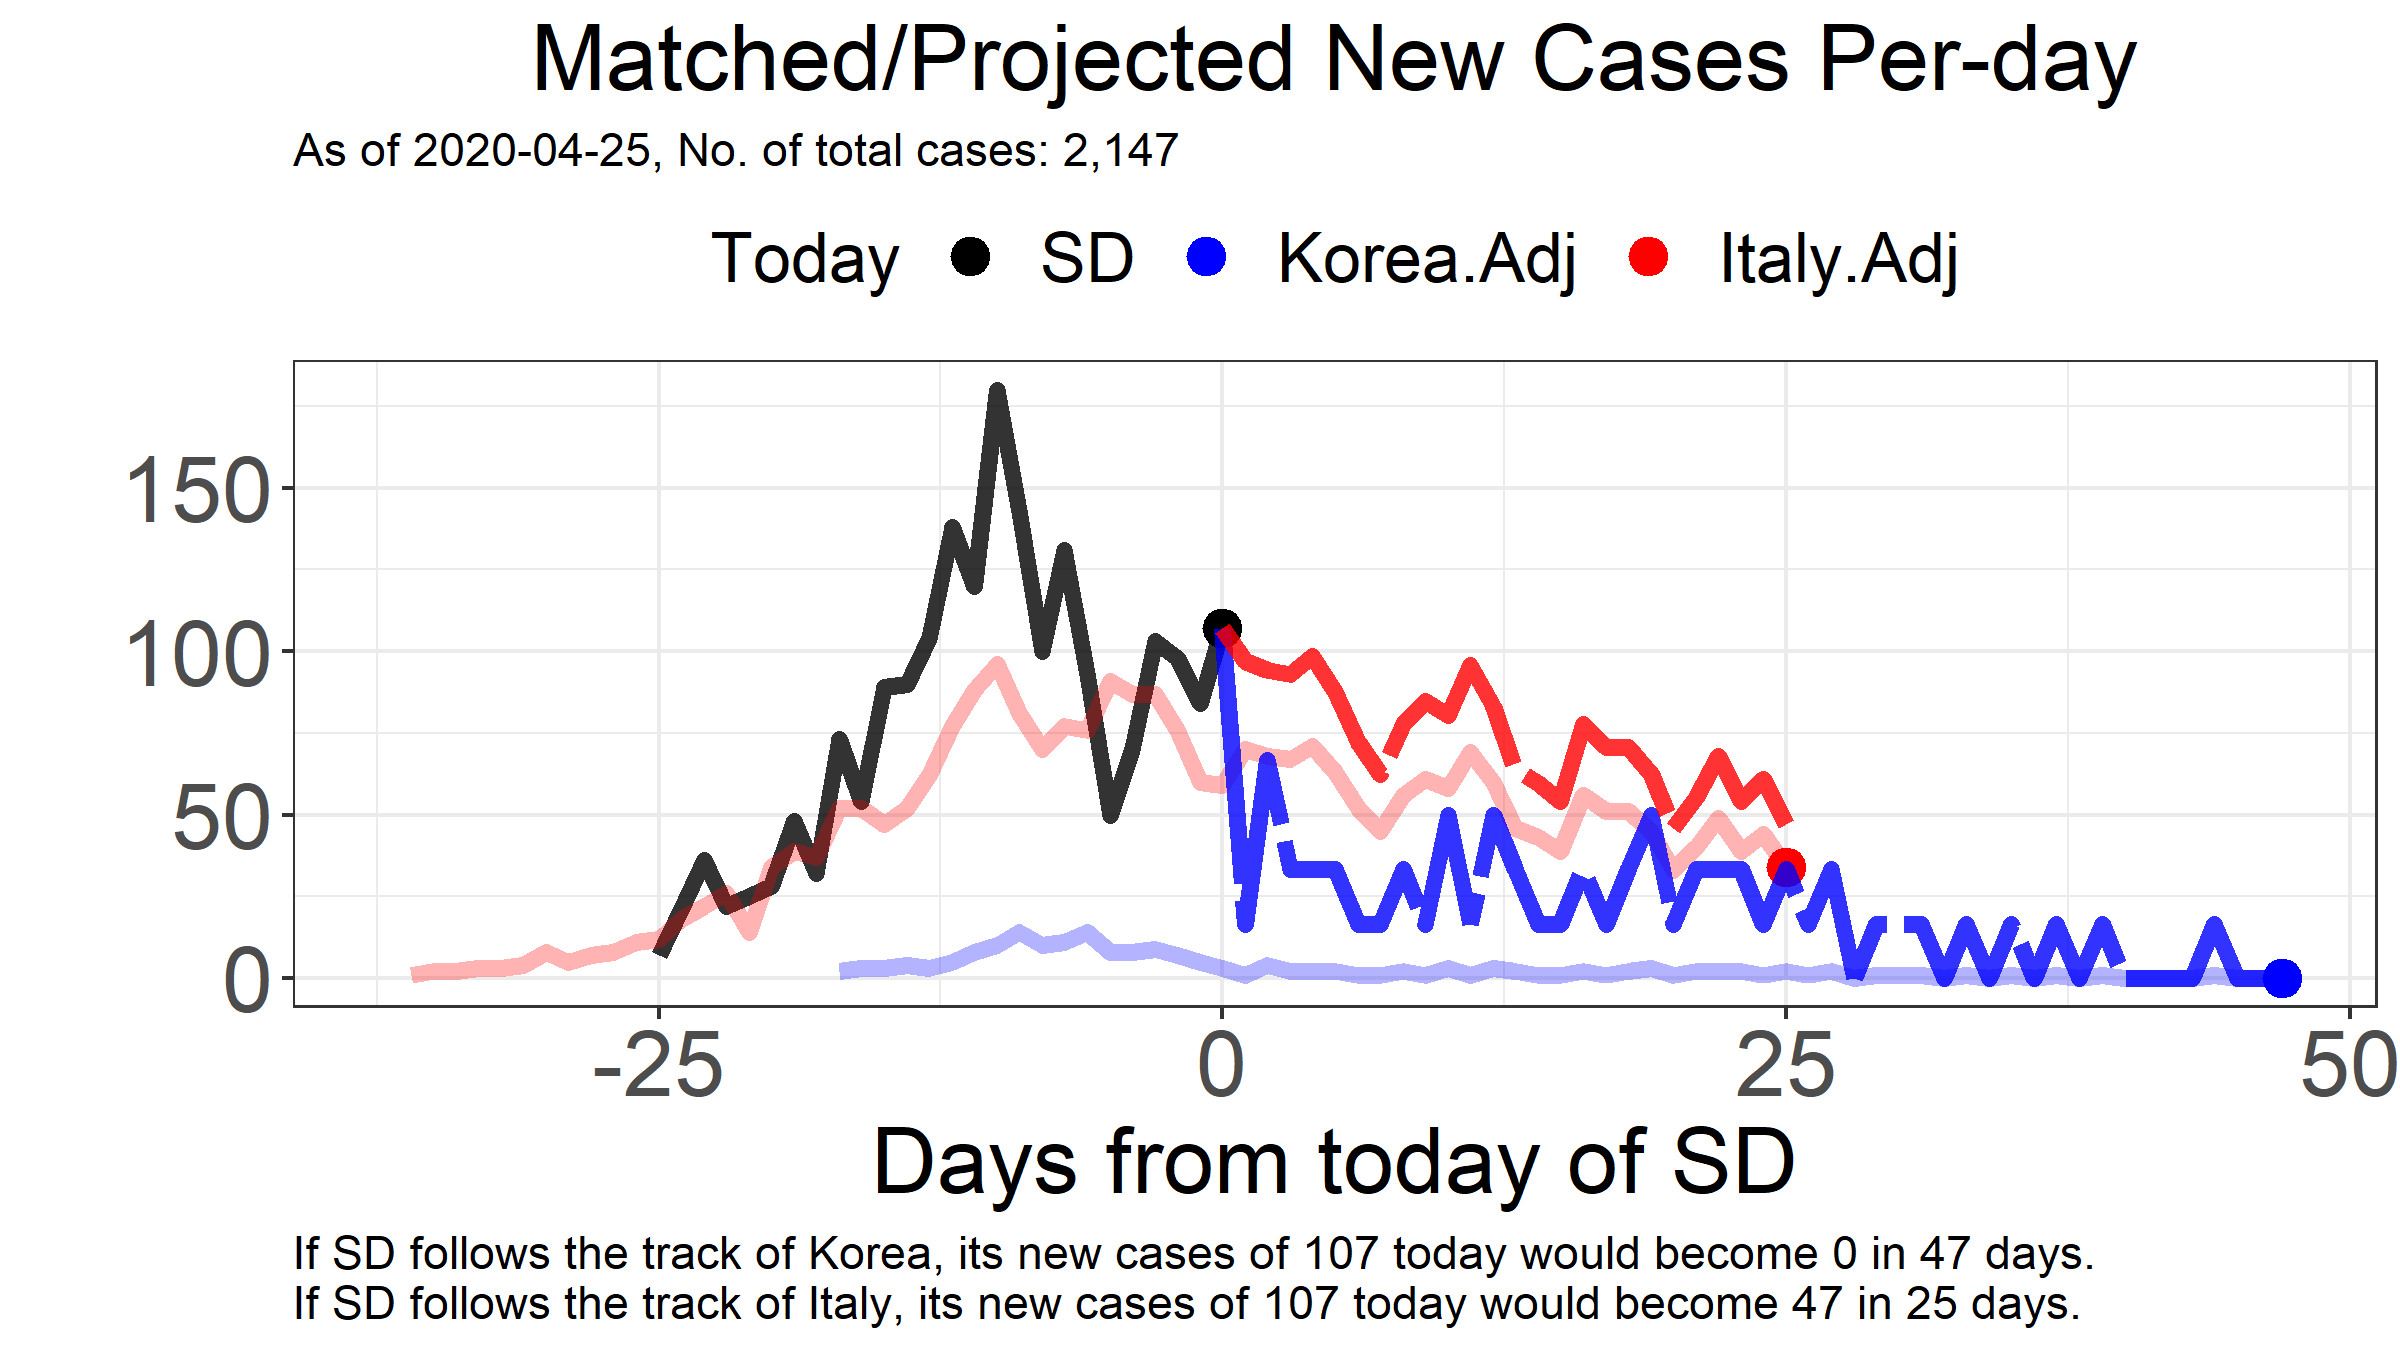 Matched/Projected New Cases Per-day
As of 2020-04-25, No. of total cases: 2,147
Today SD Korea.Adj Italy.Adj
150
100
50
0
-25 0 25 50
Days from today of SD
If SD follows the track of Korea, its new cases of 107 today would become 0 in 47 days.
If SD follows the track of Italy, its new cases of 107 today would become 47 in 25 days.